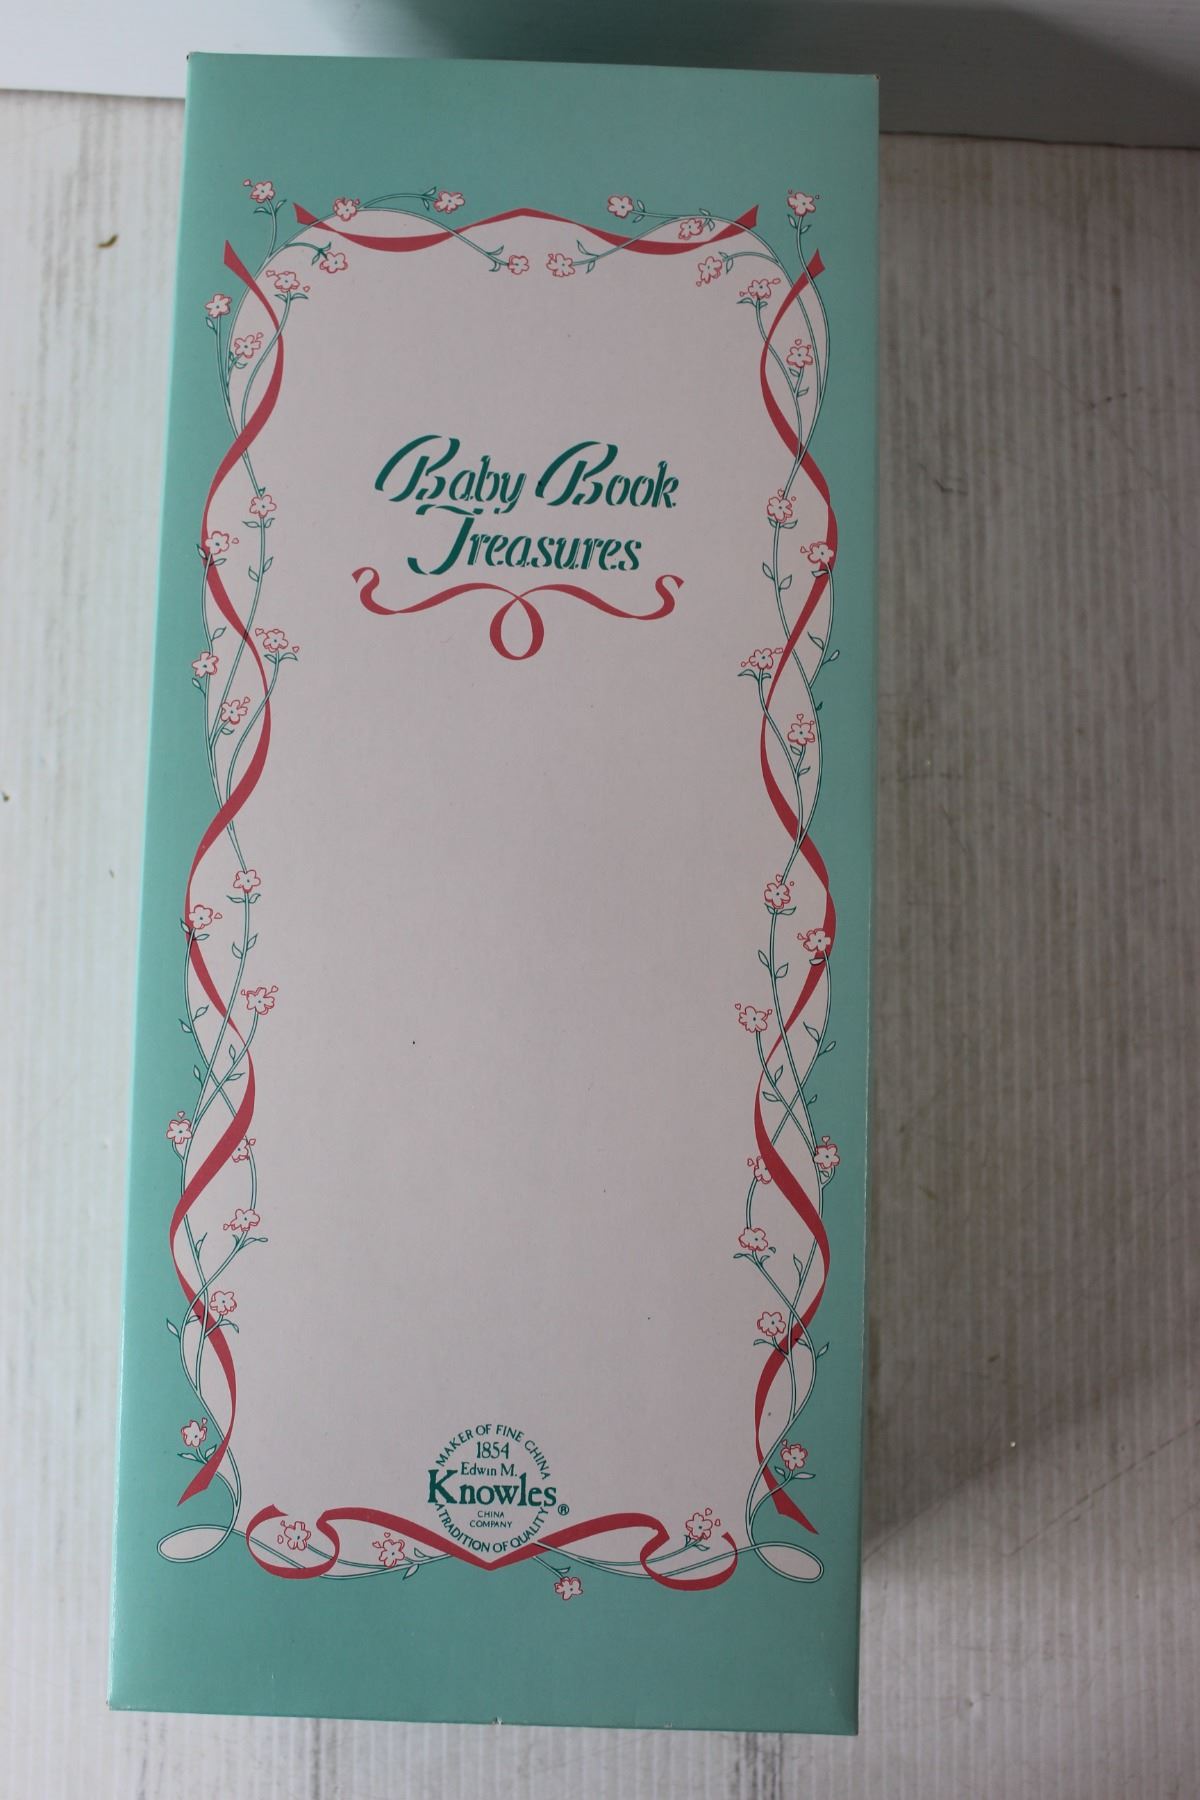 Baby Book
Treasures
MAKER OF FINE CHINA
1854
Edwin M.
Knowles®
CHINA
COMPANY
A TRADITION OF QUALITY